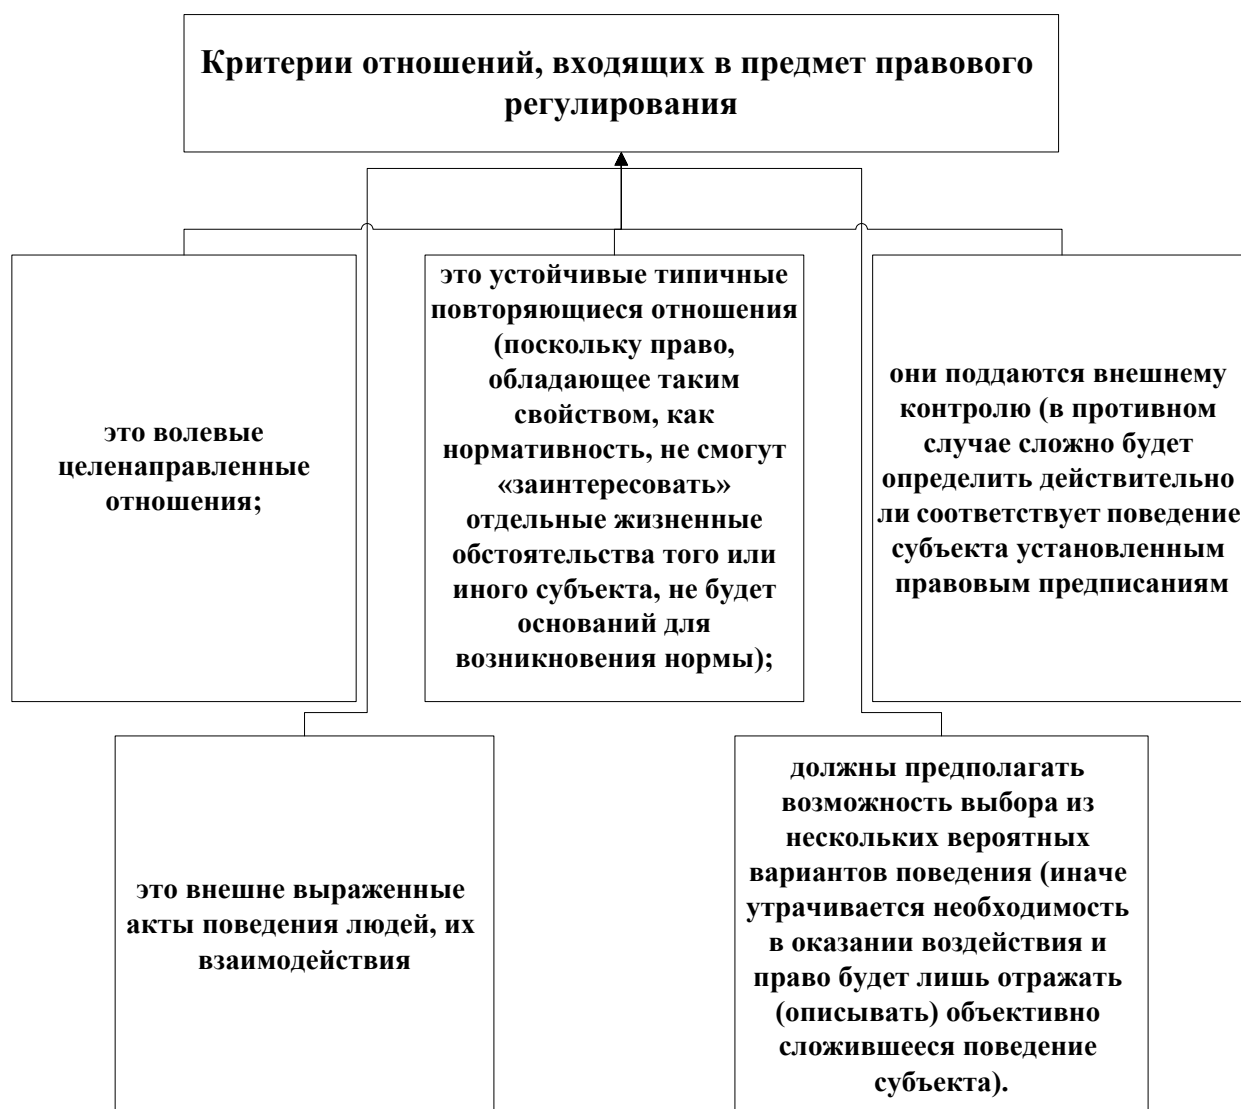 Критерии отношений, входящих в предмет правового
регулирования
это волевые
целенаправленные
отношения;
это устойчивые типичные
повторяющиеся отношения
(поскольку право,
обладающее таким
свойством, как
нормативность, не смогут
«заинтересовать»
отдельные жизненные
обстоятельства того или
иного субъекта, не будет
оснований для
возникновения нормы);
они поддаются внешнему
контролю (в противном
случае сложно будет
определить действительно
ли соответствует поведение
субъекта установленным
правовым предписаниям
это внешне выраженные
акты поведения людей, их
взаимодействия
должны предполагать
возможность выбора из
нескольких вероятных
вариантов поведения (иначе
утрачивается необходимость
в оказании воздействия и
право будет лишь отражать
(описывать) объективно
сложившееся поведение
субъекта).